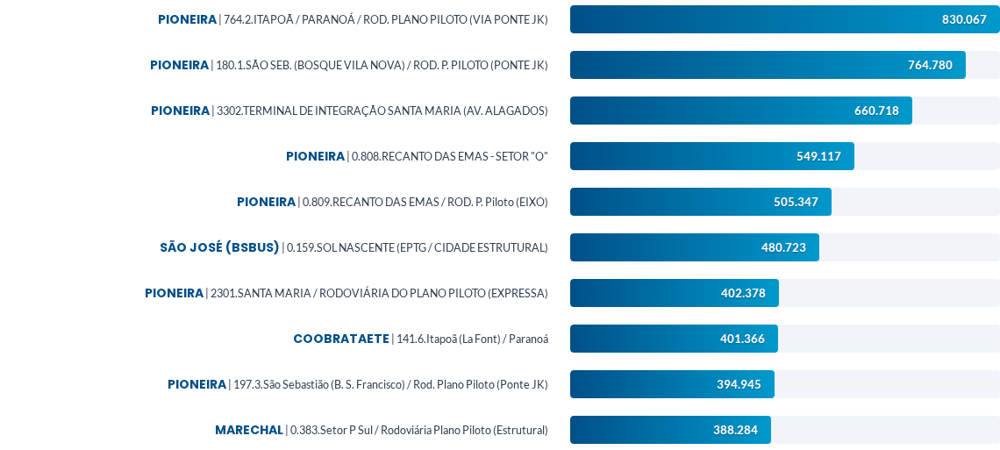 PIONEIRA | 764.2.ITAPOÃ / PARANOÁ / ROD. PLANO PILOTO (VIA PONTE JK) 830.067
PIONEIRA | 180.1.SÃO SEB. (BOSQUE VILA NOVA) / ROD. P. PILOTO (PONTE JK) 764.780
PIONEIRA | 3302.TERMINAL DE INTEGRAÇÃO SANTA MARIA (AV. ALAGADOS) 660.718
PIONEIRA | 0.808.RECANTO DAS EMAS - SETOR "O" 549.117
PIONEIRA | 0.809.RECANTO DAS EMAS / ROD. P. Piloto (EIXO) 505.347
SÃO JOSÉ (BSBUS) | 0.159.SOL NASCENTE (EPTG / CIDADE ESTRUTURAL) 480.723
PIONEIRA | 2301.SANTA MARIA / RODOVIÁRIA DO PLANO PILOTO (EXPRESSA) 402.378
COOBRATAETE | 141.6.Itapoã (La Font) / Paranoá 401.366
PIONEIRA | 197.3.São Sebastião (B. S. Francisco) / Rod. Plano Piloto (Ponte JK) 394.945
MARECHAL | 0.383.Setor P Sul / Rodoviária Plano Piloto (Estrutural) 388.284